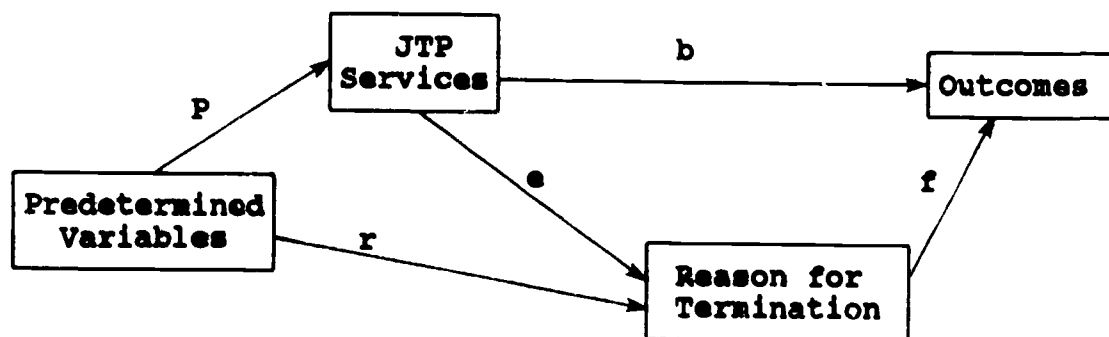 JTP
Services
b
Outcomes
p
e
f
Predetermined
Variables
r
Reason for
Termination